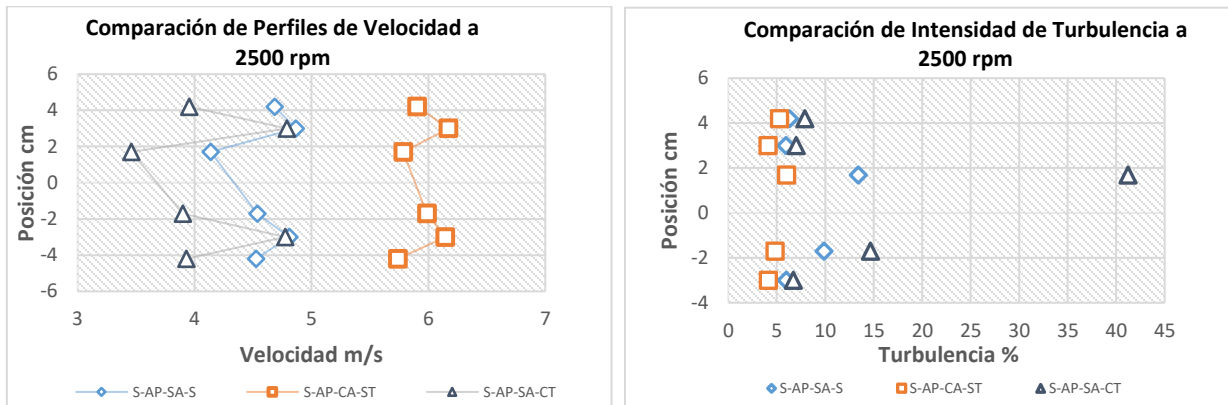 Comparación de Perfiles de Velocidad a
2500 rpm
6
4
2
0
-2
-4
-6
Posición cm
3 4 5 6 7
Velocidad m/s
S-AP-SA-S S-AP-CA-ST S-AP-SA-CT
Comparación de Intensidad de Turbulencia a
2500 rpm
6
4
2
0
-2
-4
Posición cm
0 5 10 15 20 25 30 35 40 45
Turbulencia %
S-AP-SA-S S-AP-CA-ST S-AP-SA-CT